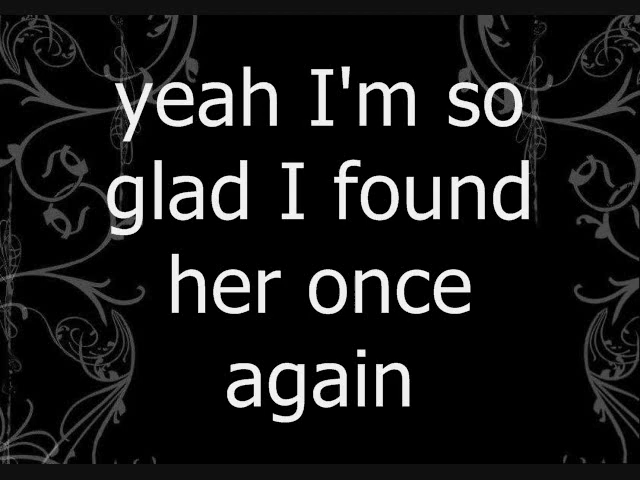 yeah I'm so
glad I found
her once
again